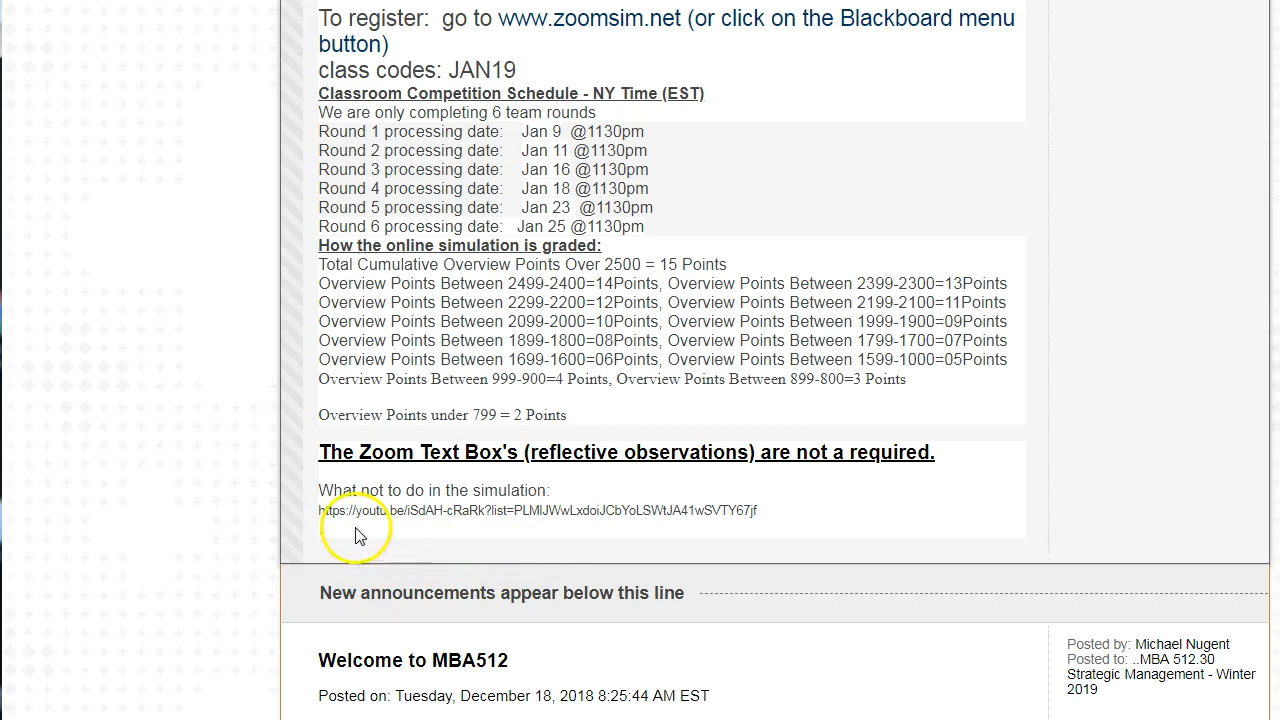 To register:  go to www.zoomsim.net (or click on the Blackboard menu
button)
class codes: JAN19
Classroom Competition Schedule - NY Time (EST)
We are only completing 6 team rounds
Round 1 processing date:    Jan 9  @1130pm
Round 2 processing date:    Jan 11 @1130pm
Round 3 processing date:    Jan 16 @1130pm
Round 4 processing date:    Jan 18 @1130pm
Round 5 processing date:    Jan 23  @1130pm
Round 6 processing date:   Jan 25 @1130pm
How the online simulation is graded:
Total Cumulative Overview Points Over 2500 = 15 Points
Overview Points Between 2499-2400=14Points, Overview Points Between 2399-2300=13Points
Overview Points Between 2299-2200=12Points, Overview Points Between 2199-2100=11Points
Overview Points Between 2099-2000=10Points, Overview Points Between 1999-1900=09Points
Overview Points Between 1899-1800=08Points, Overview Points Between 1799-1700=07Points
Overview Points Between 1699-1600=06Points, Overview Points Between 1599-1000=05Points
Overview Points Between 999-900=4 Points, Overview Points Between 899-800=3 Points
Overview Points under 799 = 2 Points
The Zoom Text Box's (reflective observations) are not a required.
What not to do in the simulation:
https://youtu.be/iSdAH-cRaRk?list=PLMlJWwLxdoiJCbYoLSWtJA41wSVTY67jf
New announcements appear below this line
Welcome to MBA512
Posted on: Tuesday, December 18, 2018 8:25:44 AM EST
Posted by: Michael Nugent
Posted to: ..MBA 512.30
Strategic Management - Winter
2019